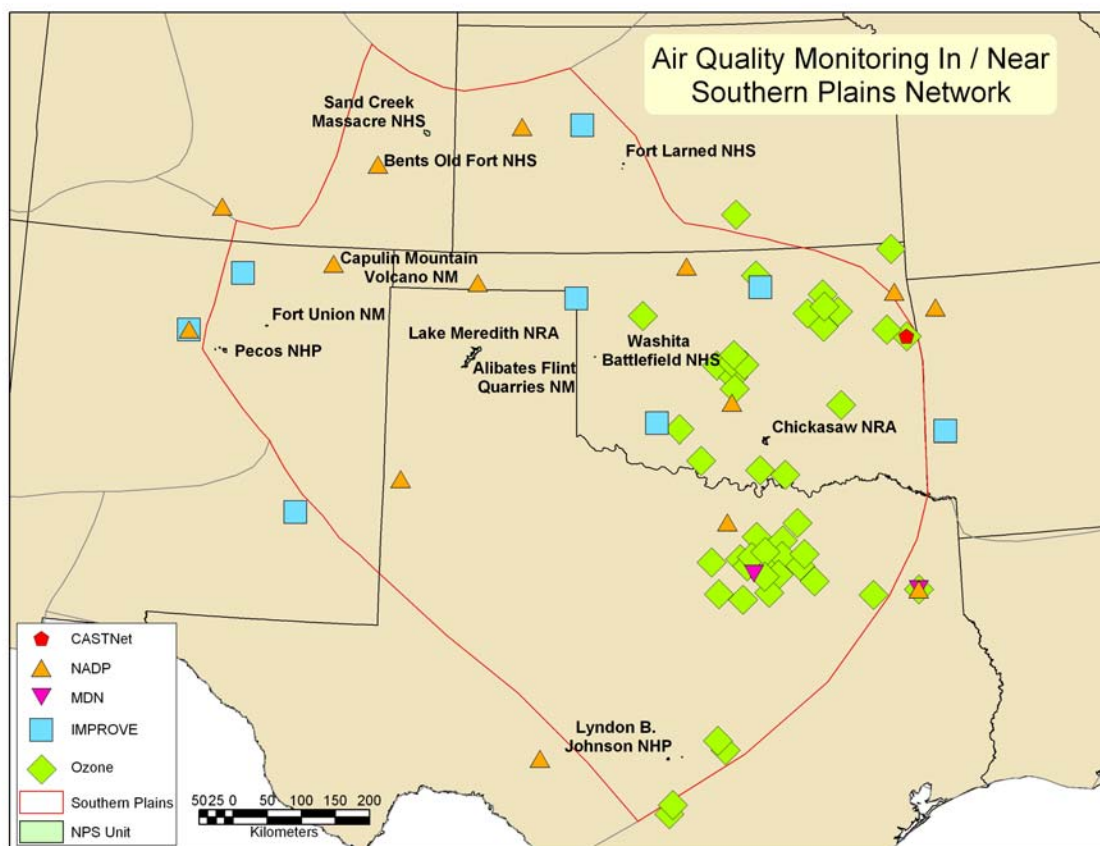 Air Quality Monitoring In / Near
Southern Plains Network
Sand Creek
Massacre NHS
Bents Old Fort NHS
Fort Larned NHS
Capulin Mountain
Volcano NM
Fort Union NM
Pecos NHP
Lake Meredith NRA
Alibates Flint
Quarries NM
Washita
Battlefield NHS
Chickasaw NRA
Lyndon B.
Johnson NHP
CASTNet
NADP
MDN
IMPROVE
Ozone
Southern Plains
NPS Unit
5025 0 50 100 150 200
Kilometers